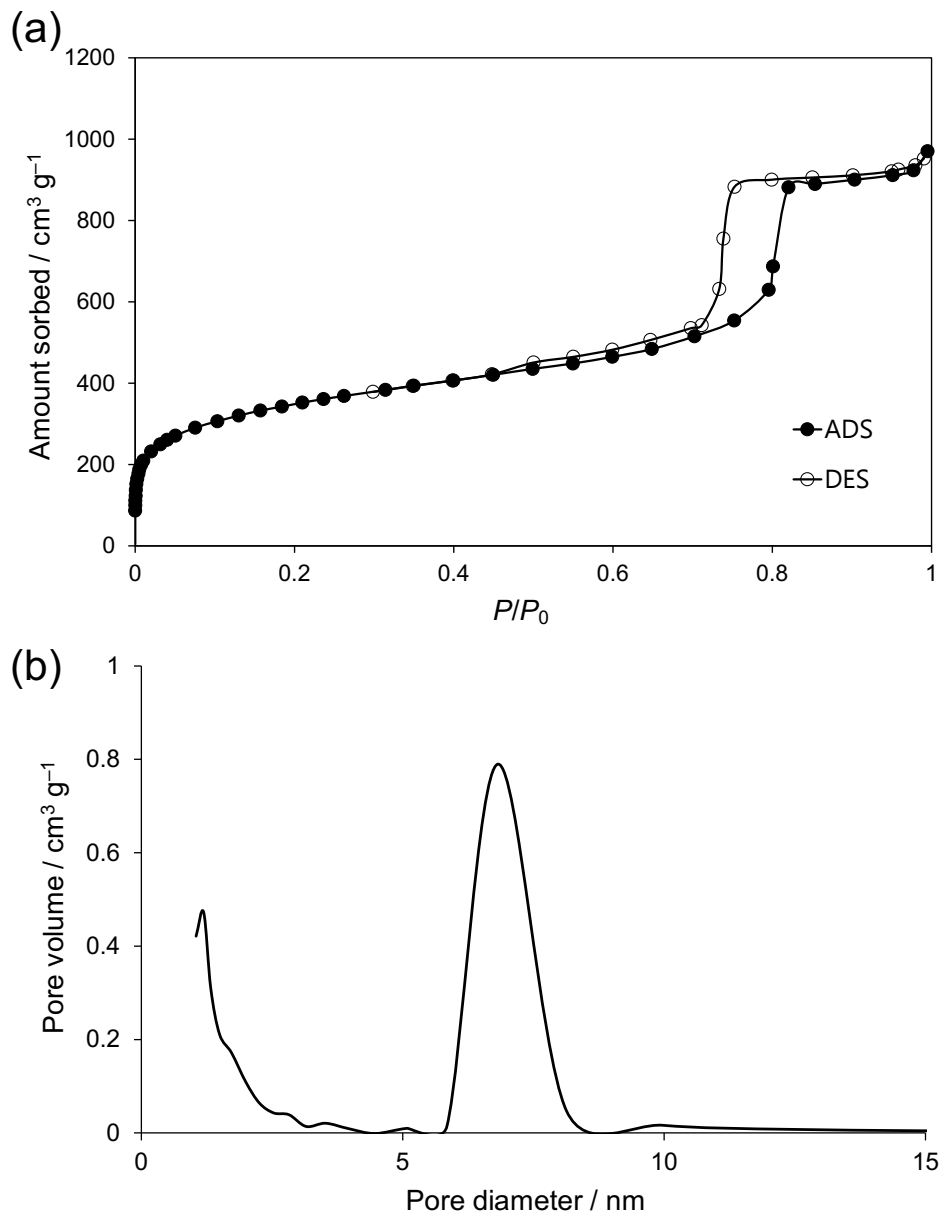 (a)
1200
1000
800
600
400
200
0
Amount sorbed / cm³ g⁻¹
ADS
DES
0 0.2 0.4 0.6 0.8 1
P/P₀
(b)
1
0.8
0.6
0.4
0.2
0
Pore volume / cm³ g⁻¹
0 5 10 15
Pore diameter / nm